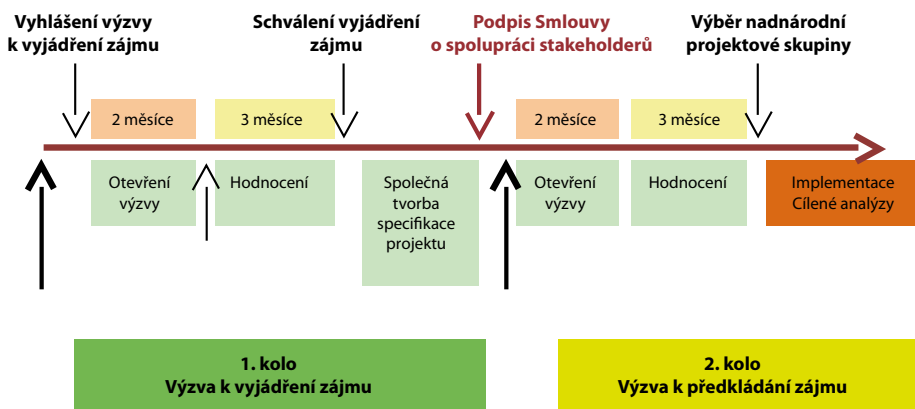 Vyhlášení výzvy
k vyjádření zájmu
Schválení vyjádření
zájmu
Podpis Smlouvy
o spolupráci stakeholderů
Výběr nadnárodní
projektové skupiny
2 měsíce
3 měsíce
2 měsíce
3 měsíce
Otevření
výzvy
Hodnocení
Společná
tvorba
specifikace
projektu
Otevření
výzvy
Hodnocení
Implementace
Cílené analýzy
1. kolo
Výzva k vyjádření zájmu
2. kolo
Výzva k předkládání zájmu